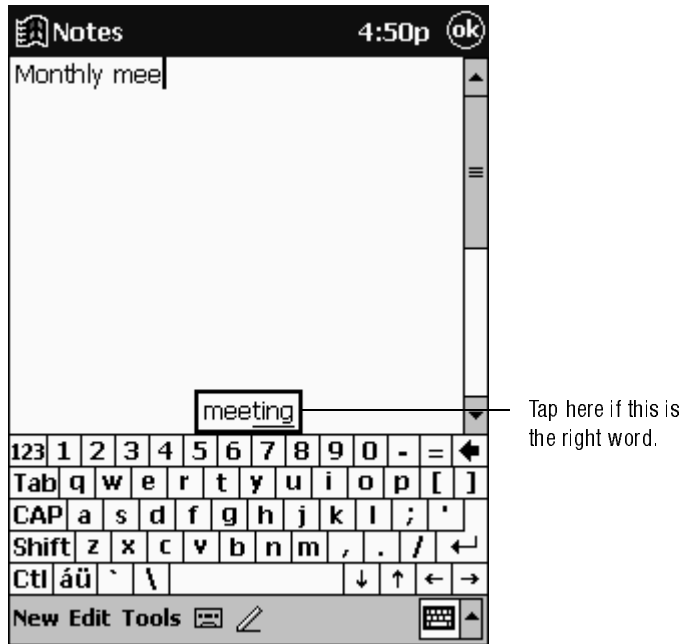 Notes 4:50p ok
Monthly mee
meeting
Tap here if this is
the right word.
123 1 2 3 4 5 6 7 8 9 0 - =
Tab q w e r t y u i o p [ ]
CAP a s d f g h j k l ; '
Shift z x c v b n m , . /
Ctl áü ` \ ↓ ↑ ← →
New Edit Tools